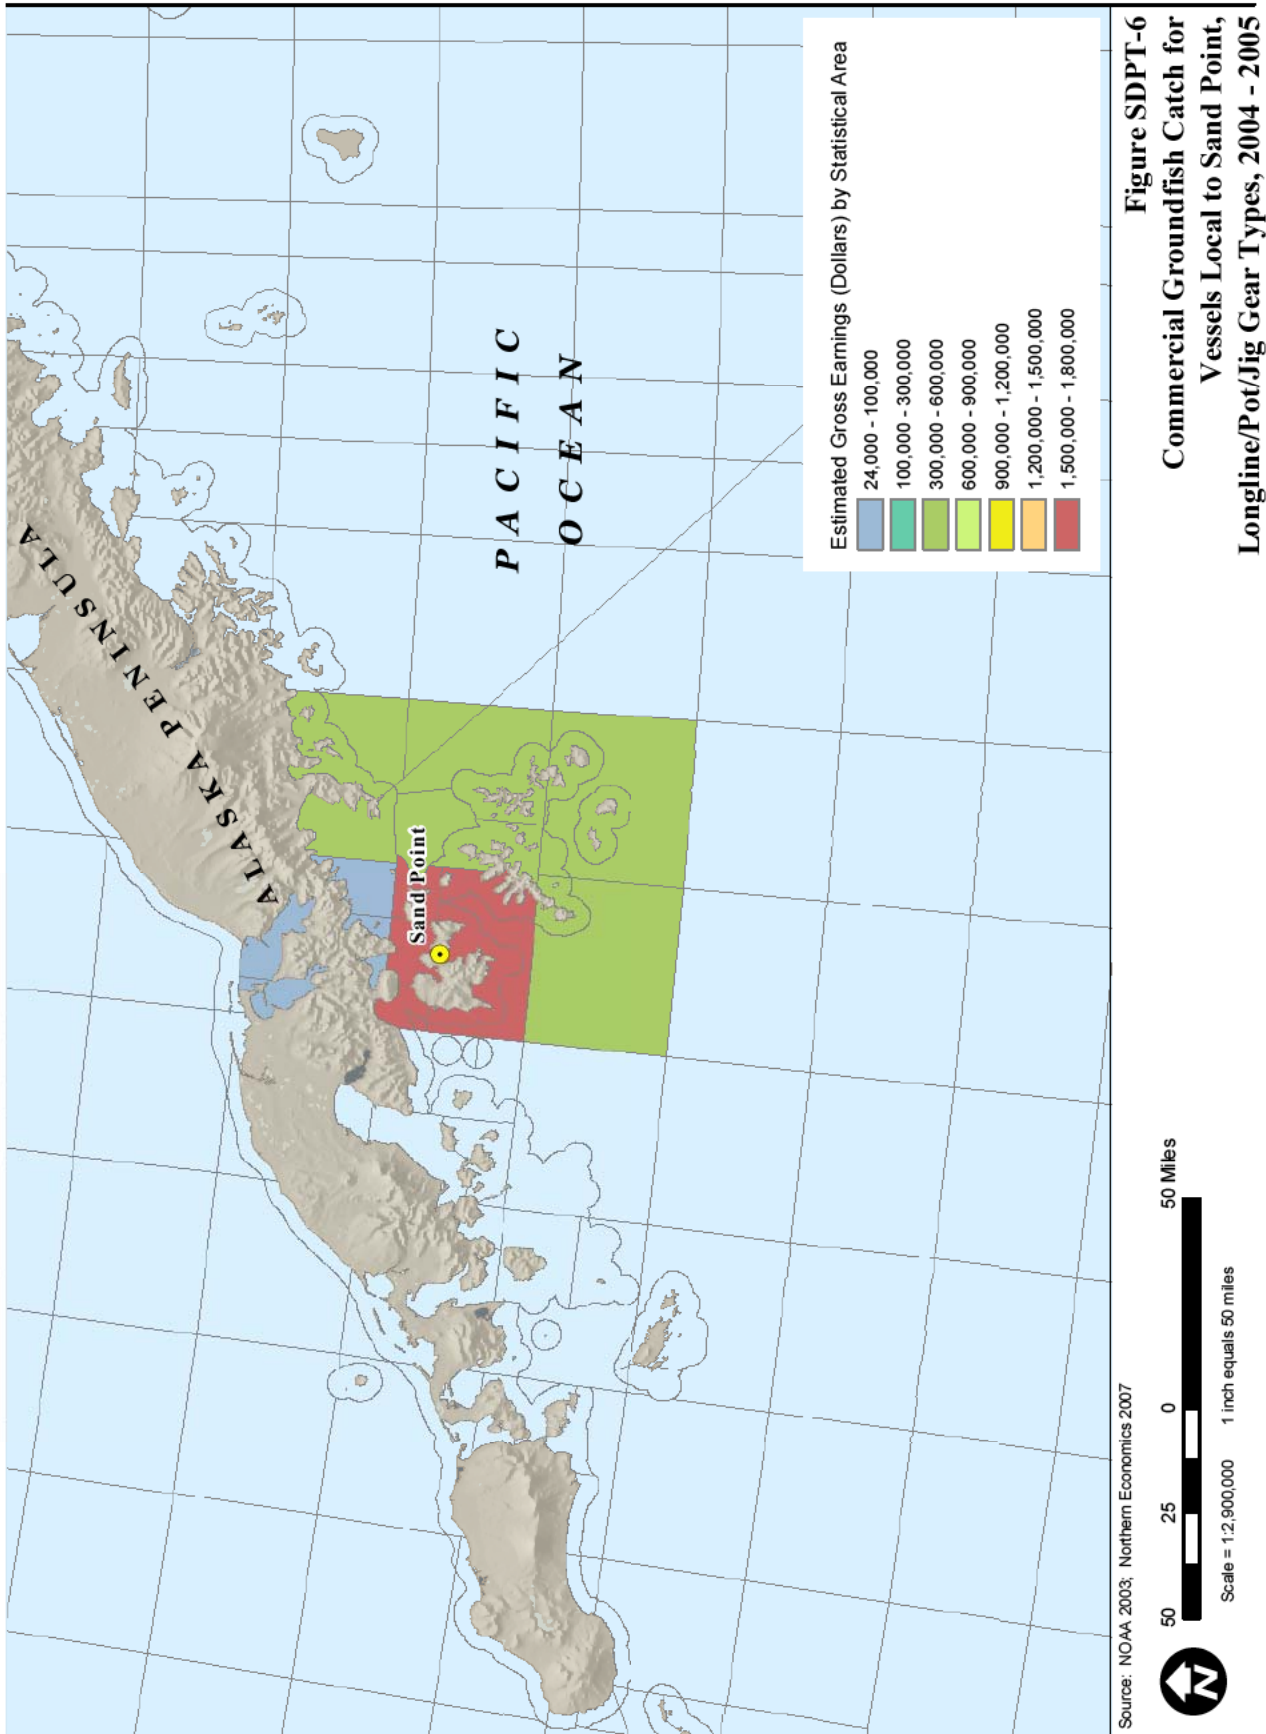 ALASKA PENINSULA
PACIFIC
OCEAN
Sand Point
Estimated Gross Earnings (Dollars) by Statistical Area
24,000 - 100,000
100,000 - 300,000
300,000 - 600,000
600,000 - 900,000
900,000 - 1,200,000
1,200,000 - 1,500,000
1,500,000 - 1,800,000
Source: NOAA 2003; Northern Economics 2007
50 25 0 50 Miles
Scale = 1:2,900,000 1 inch equals 50 miles
N
Figure SDPT-6
Commercial Groundfish Catch for
Vessels Local to Sand Point,
Longline/Pot/Jig Gear Types, 2004 - 2005